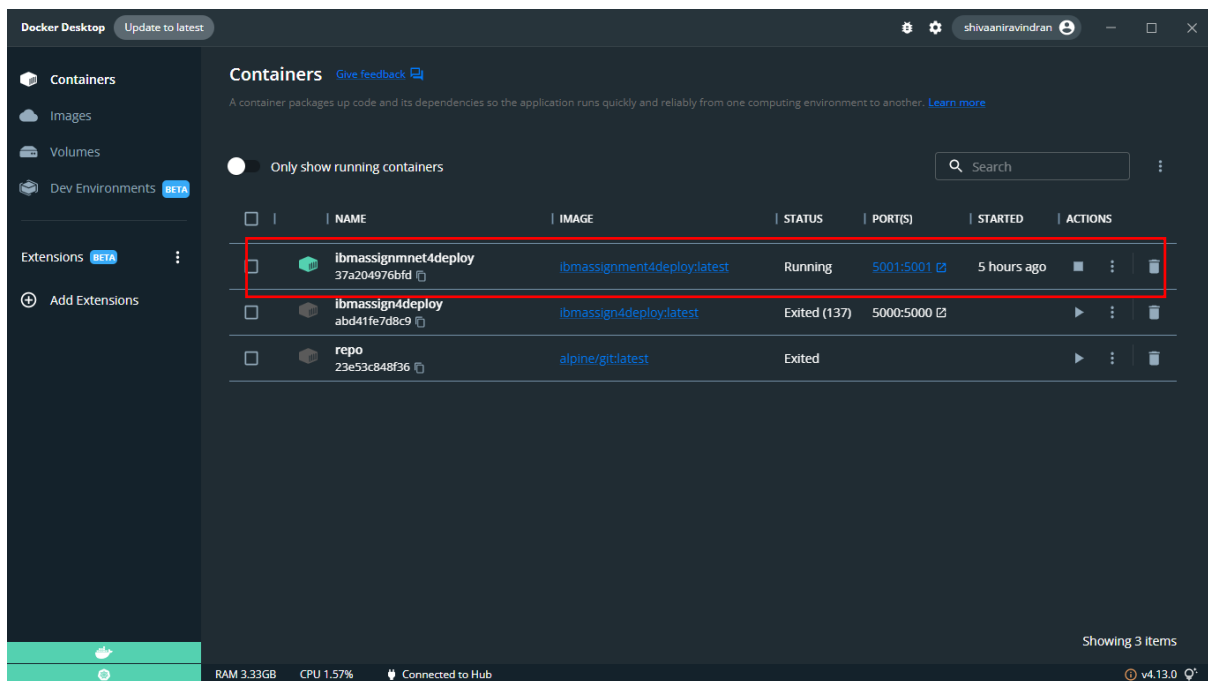 Docker Desktop Update to latest shivaaniravindran
Containers
Images
Volumes
Dev Environments BETA
Extensions BETA
Add Extensions
Containers Give feedback
A container packages up code and its dependencies so the application runs quickly and reliably from one computing environment to another. Learn more
Only show running containers Search
NAME IMAGE STATUS PORT(S) STARTED ACTIONS
ibmassignmnet4deploy
37a204976bfd
ibmassignment4deploy:latest Running 5001:5001 5 hours ago
ibmassign4deploy
abd41fe7d8c9
ibmassign4deploy:latest Exited (137) 5000:5000
repo
23e53c848f36
alpine/git:latest Exited
Showing 3 items
RAM 3.33GB CPU 1.57% Connected to Hub v4.13.0